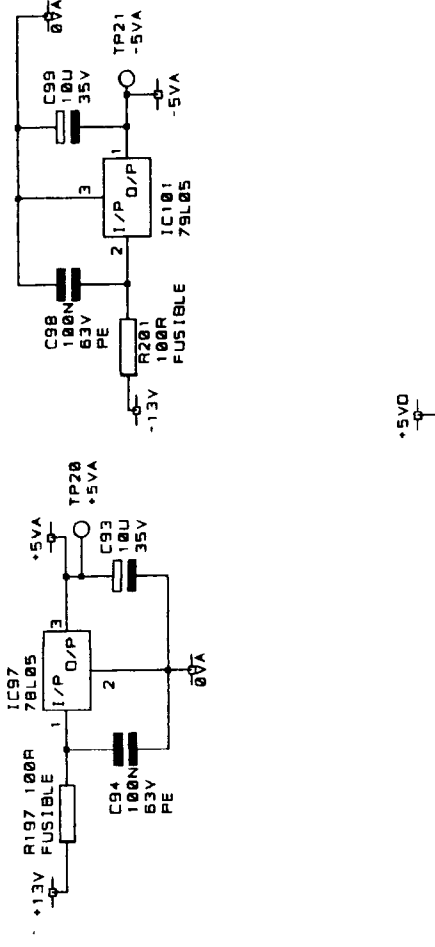 +13V
R197 100R
FUSIBLE
IC97
78L05
1
I/P
O/P
3
2
+5VA
TP20
+5VA
C94
100N
63V
PE
C93
10U
35V
0VA
-13V
R201
100R
FUSIBLE
C98
100N
63V
PE
2
I/P
O/P
3
1
IC101
79L05
C99
10U
35V
0VA
TP21
-5VA
-5VA
+5VD